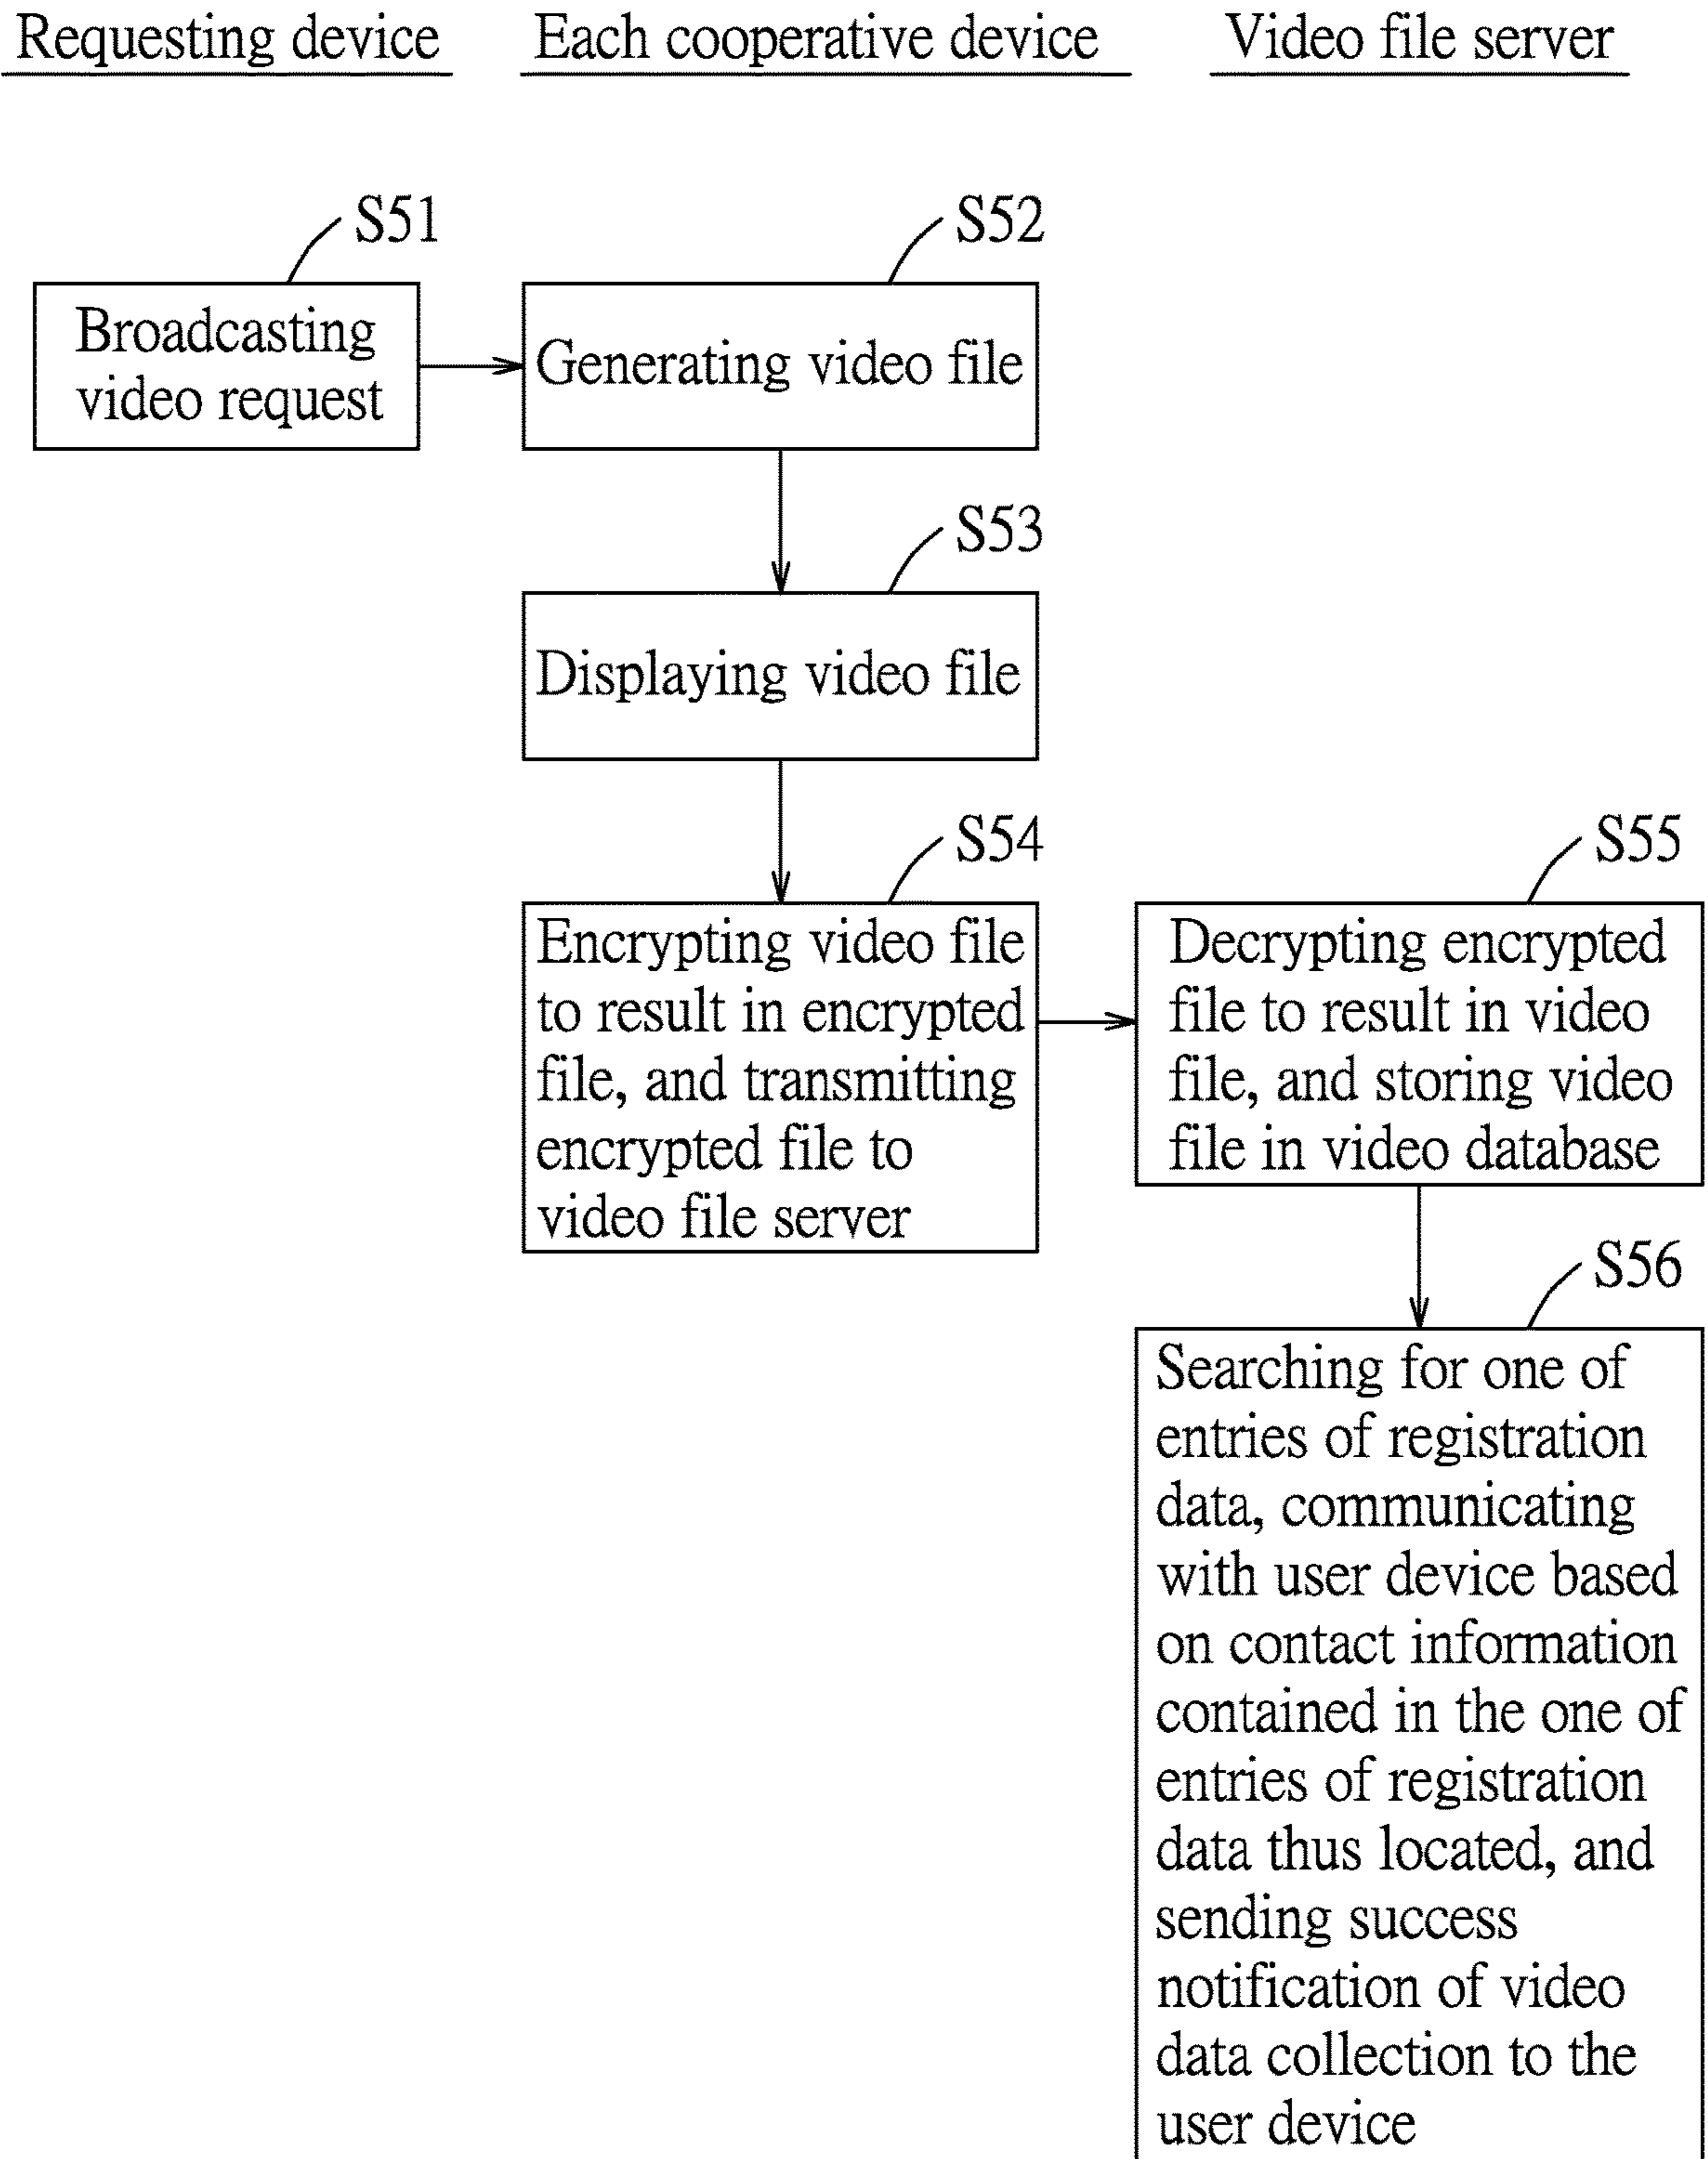 Requesting device
Each cooperative device
Video file server
S51
Broadcasting
video request
S52
Generating video file
S53
Displaying video file
S54
Encrypting video file
to result in encrypted
file, and transmitting
encrypted file to
video file server
S55
Decrypting encrypted
file to result in video
file, and storing video
file in video database
S56
Searching for one of
entries of registration
data, communicating
with user device based
on contact information
contained in the one of
entries of registration
data thus located, and
sending success
notification of video
data collection to the
user device